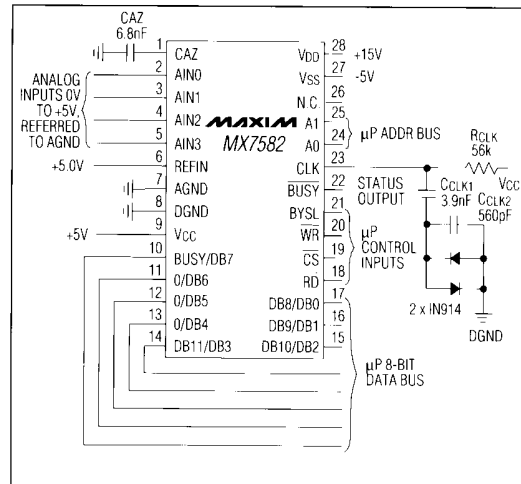 CAZ
6.8nF
1 CAZ
2 AIN0
3 AIN1
4 AIN2
5 AIN3
6 REFIN
7 AGND
8 DGND
9 VCC
10 BUSY/DB7
11 0/DB6
12 0/DB5
13 0/DB4
14 DB11/DB3
ANALOG
INPUTS 0V
TO +5V,
REFERRED
TO AGND
+5.0V
+5V
MAXIM
MX7582
VDD 28 +15V
VSS 27 -5V
N.C. 26
A1 25
A0 24
CLK 23
BUSY 22
BYSL 21
WR 20
CS 19
RD 18
DB8/DB0 17
DB9/DB1 16
DB10/DB2 15
µP ADDR BUS
STATUS
OUTPUT
µP
CONTROL
INPUTS
µP 8-BIT
DATA BUS
RCLK
56k
VCC
CCLK1
3.9nF
CCLK2
560pF
2 x IN914
DGND